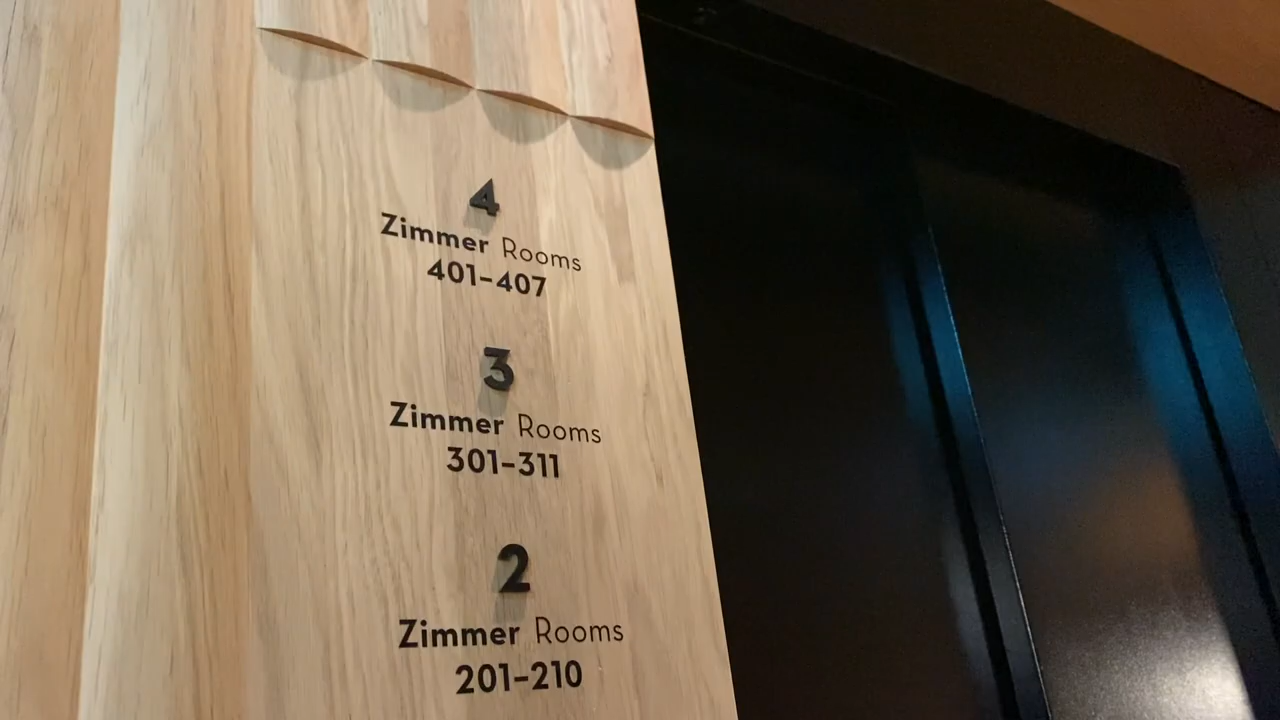 4
Zimmer Rooms
401–407
3
Zimmer Rooms
301–311
2
Zimmer Rooms
201–210